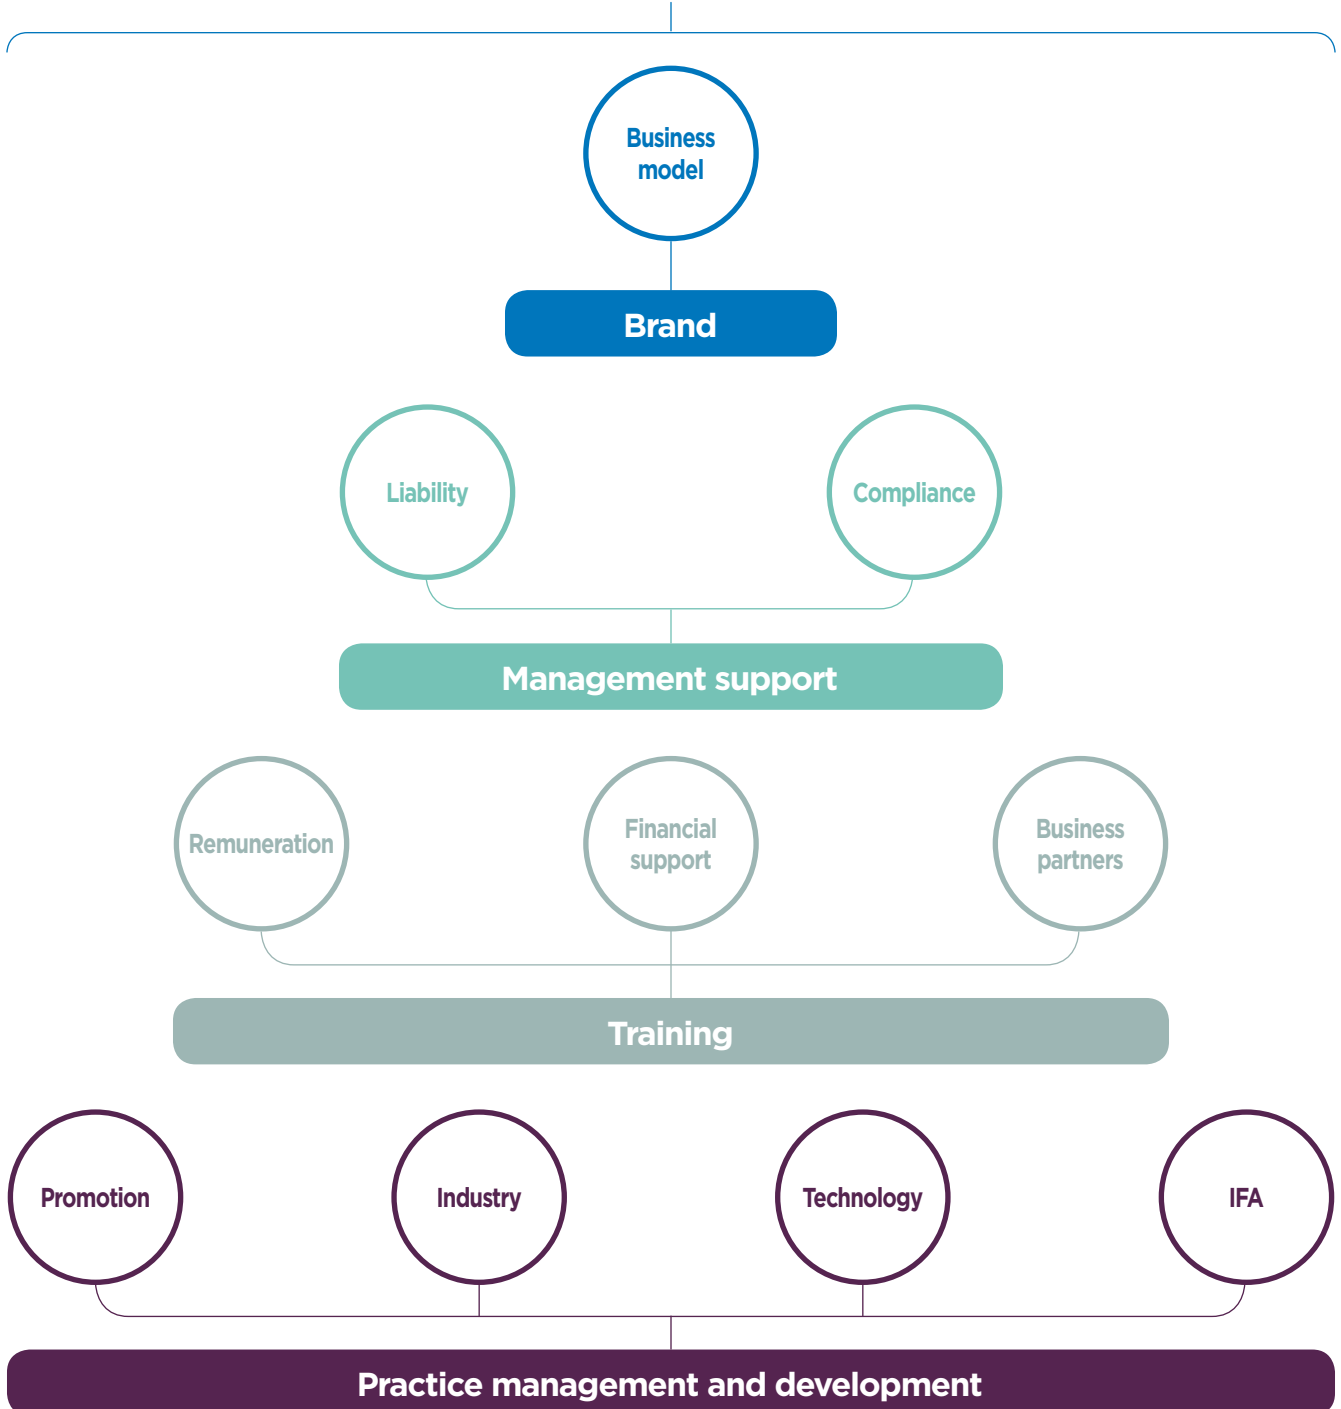 Business
model
Brand
Liability
Compliance
Management support
Remuneration
Financial
support
Business
partners
Training
Promotion
Industry
Technology
IFA
Practice management and development